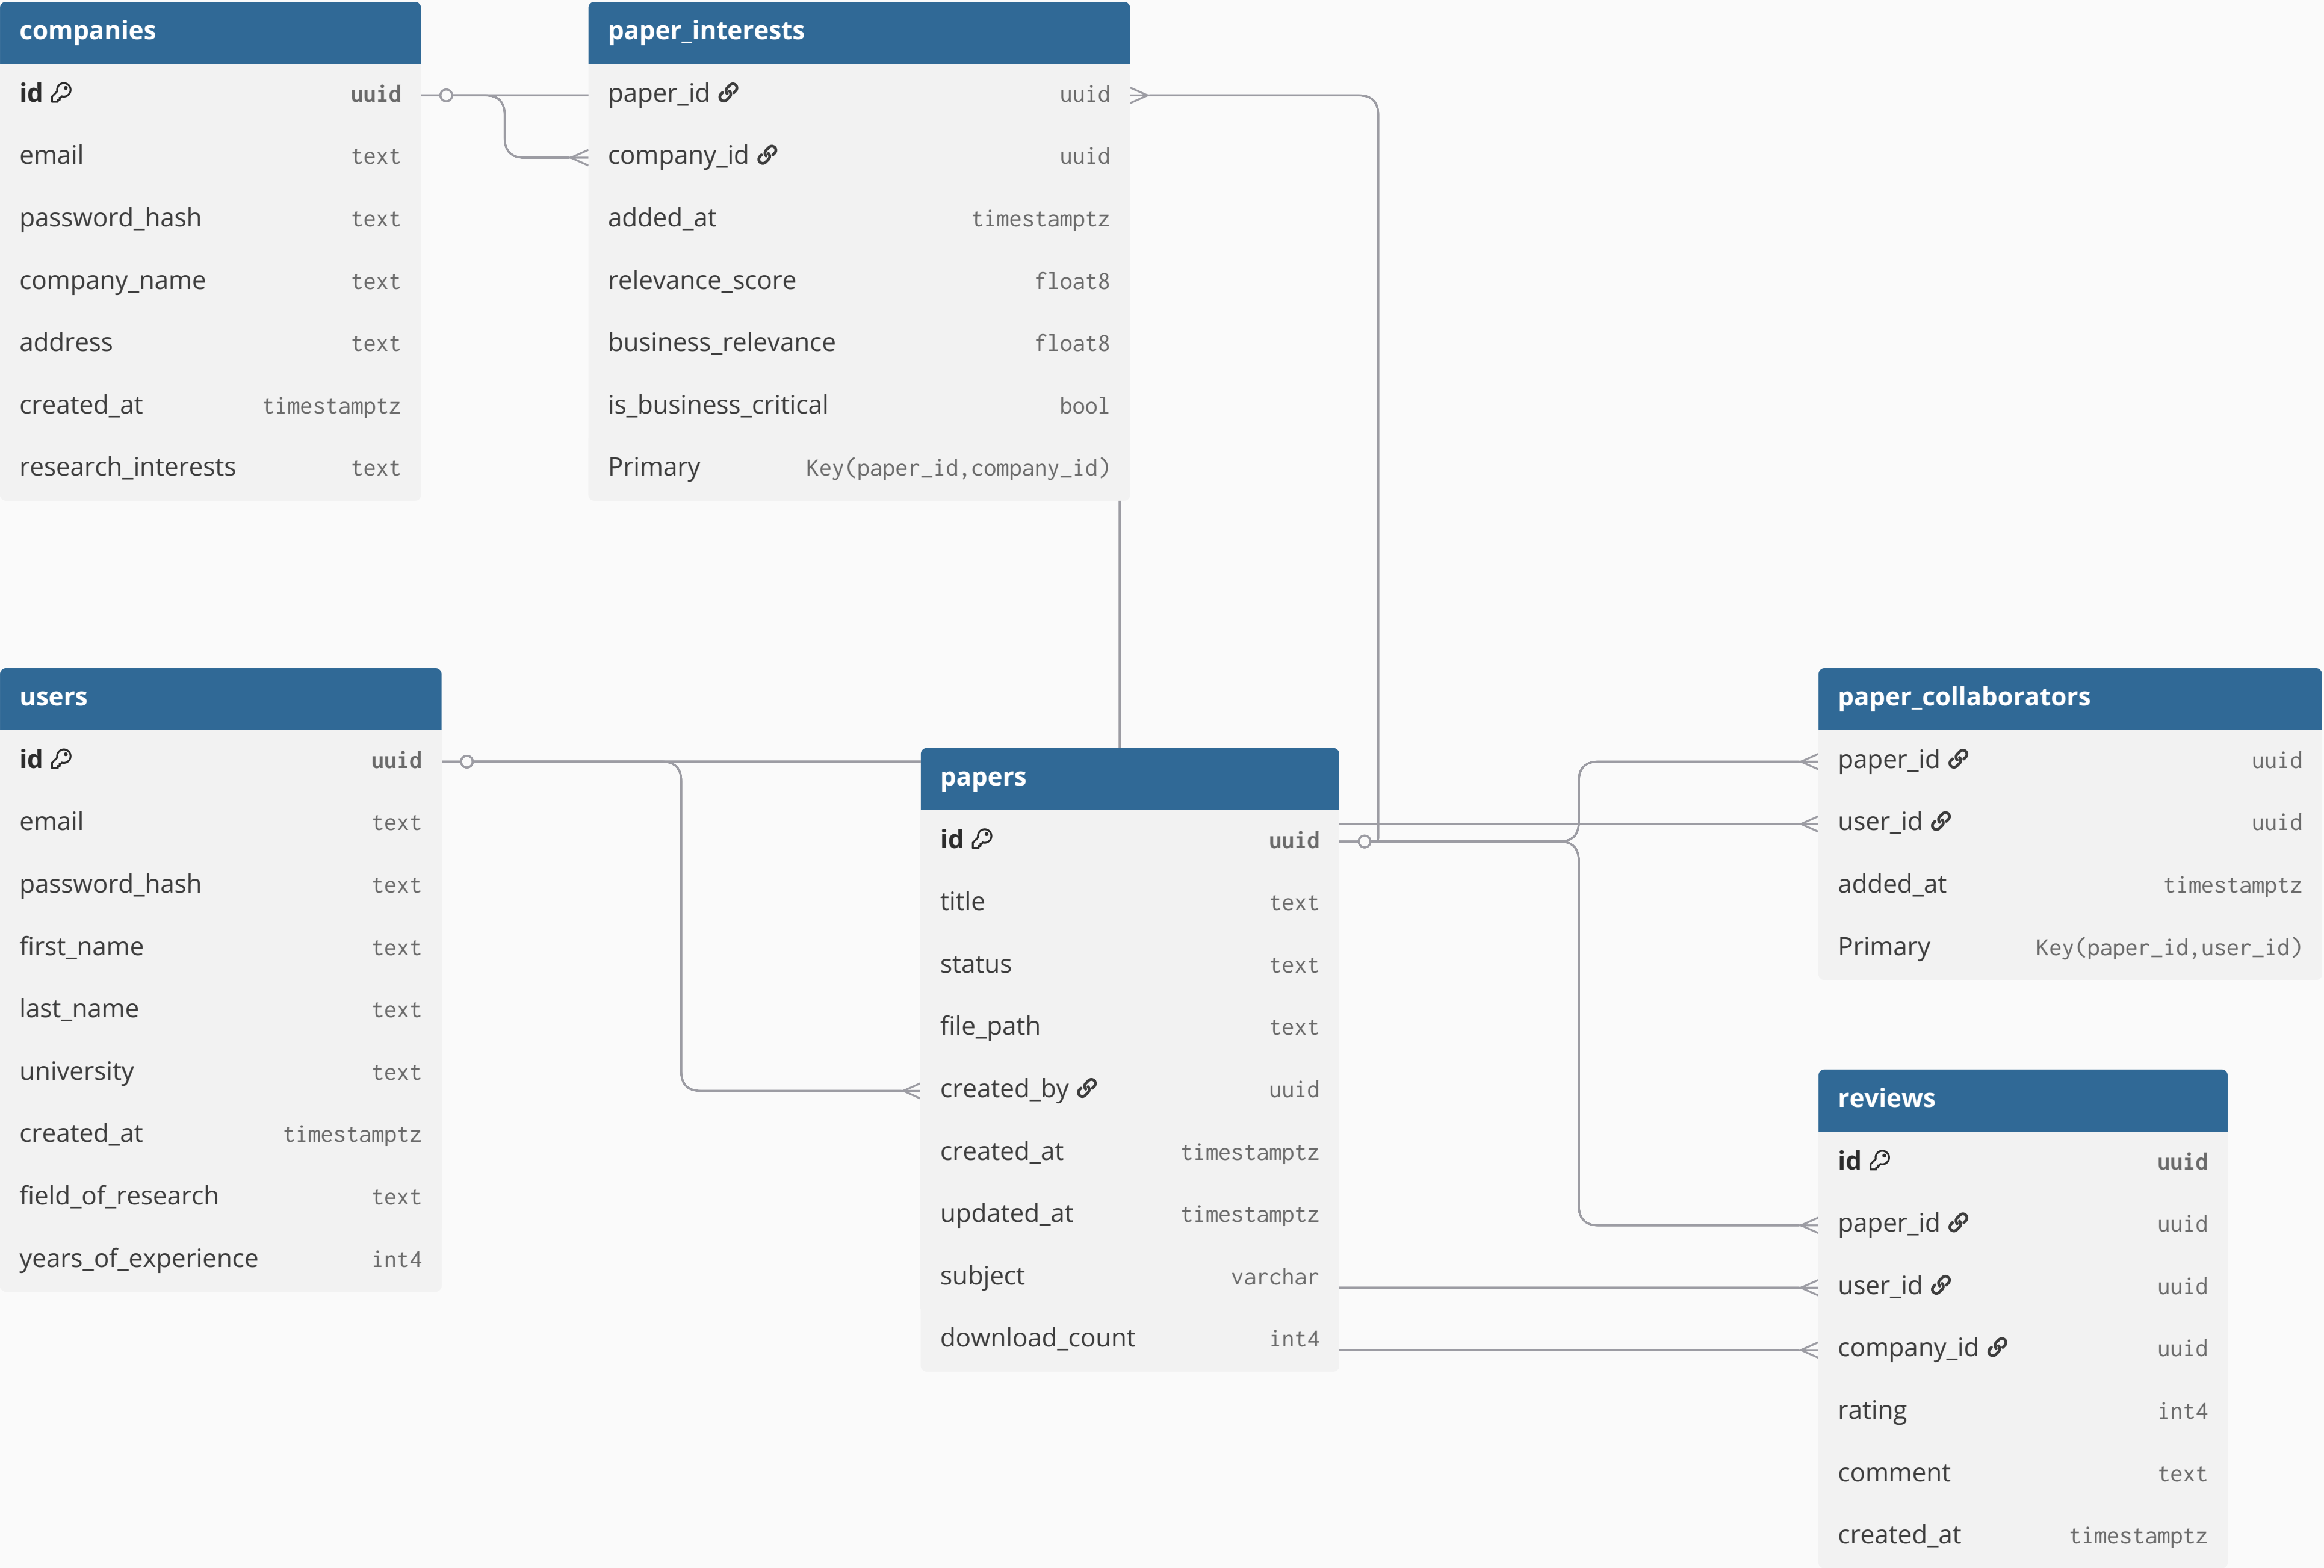 companies
id uuid
email text
password_hash text
company_name text
address text
created_at timestamptz
research_interests text
paper_interests
paper_id uuid
company_id uuid
added_at timestamptz
relevance_score float8
business_relevance float8
is_business_critical bool
Primary Key(paper_id,company_id)
users
id uuid
email text
password_hash text
first_name text
last_name text
university text
created_at timestamptz
field_of_research text
years_of_experience int4
papers
id uuid
title text
status text
file_path text
created_by uuid
created_at timestamptz
updated_at timestamptz
subject varchar
download_count int4
paper_collaborators
paper_id uuid
user_id uuid
added_at timestamptz
Primary Key(paper_id,user_id)
reviews
id uuid
paper_id uuid
user_id uuid
company_id uuid
rating int4
comment text
created_at timestamptz